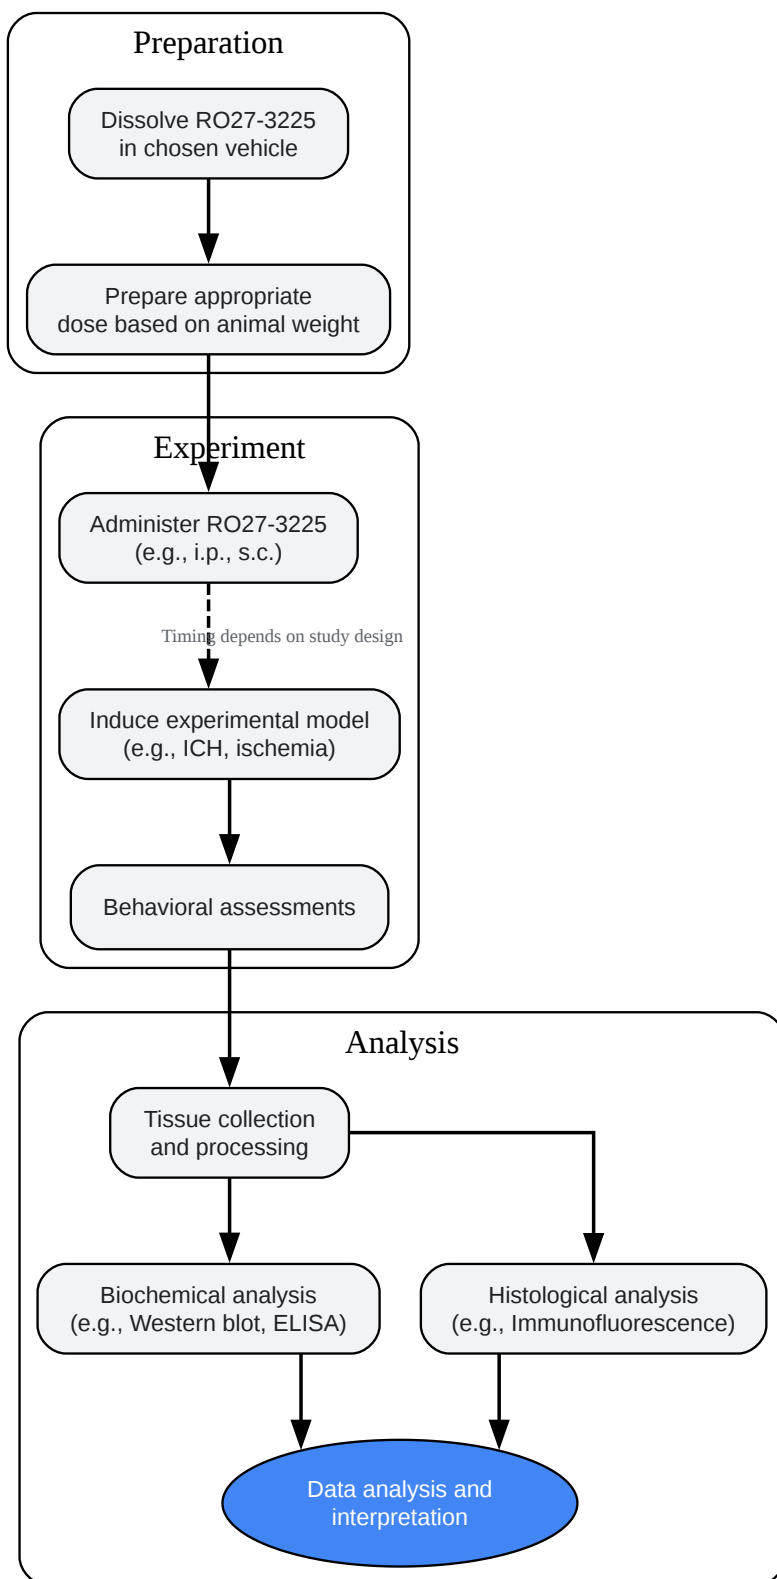 Preparation
Dissolve RO27-3225
in chosen vehicle
Prepare appropriate
dose based on animal weight
Experiment
Administer RO27-3225
(e.g., i.p., s.c.)
Timing depends on study design
Induce experimental model
(e.g., ICH, ischemia)
Behavioral assessments
Analysis
Tissue collection
and processing
Biochemical analysis
(e.g., Western blot, ELISA)
Histological analysis
(e.g., Immunofluorescence)
Data analysis and
interpretation